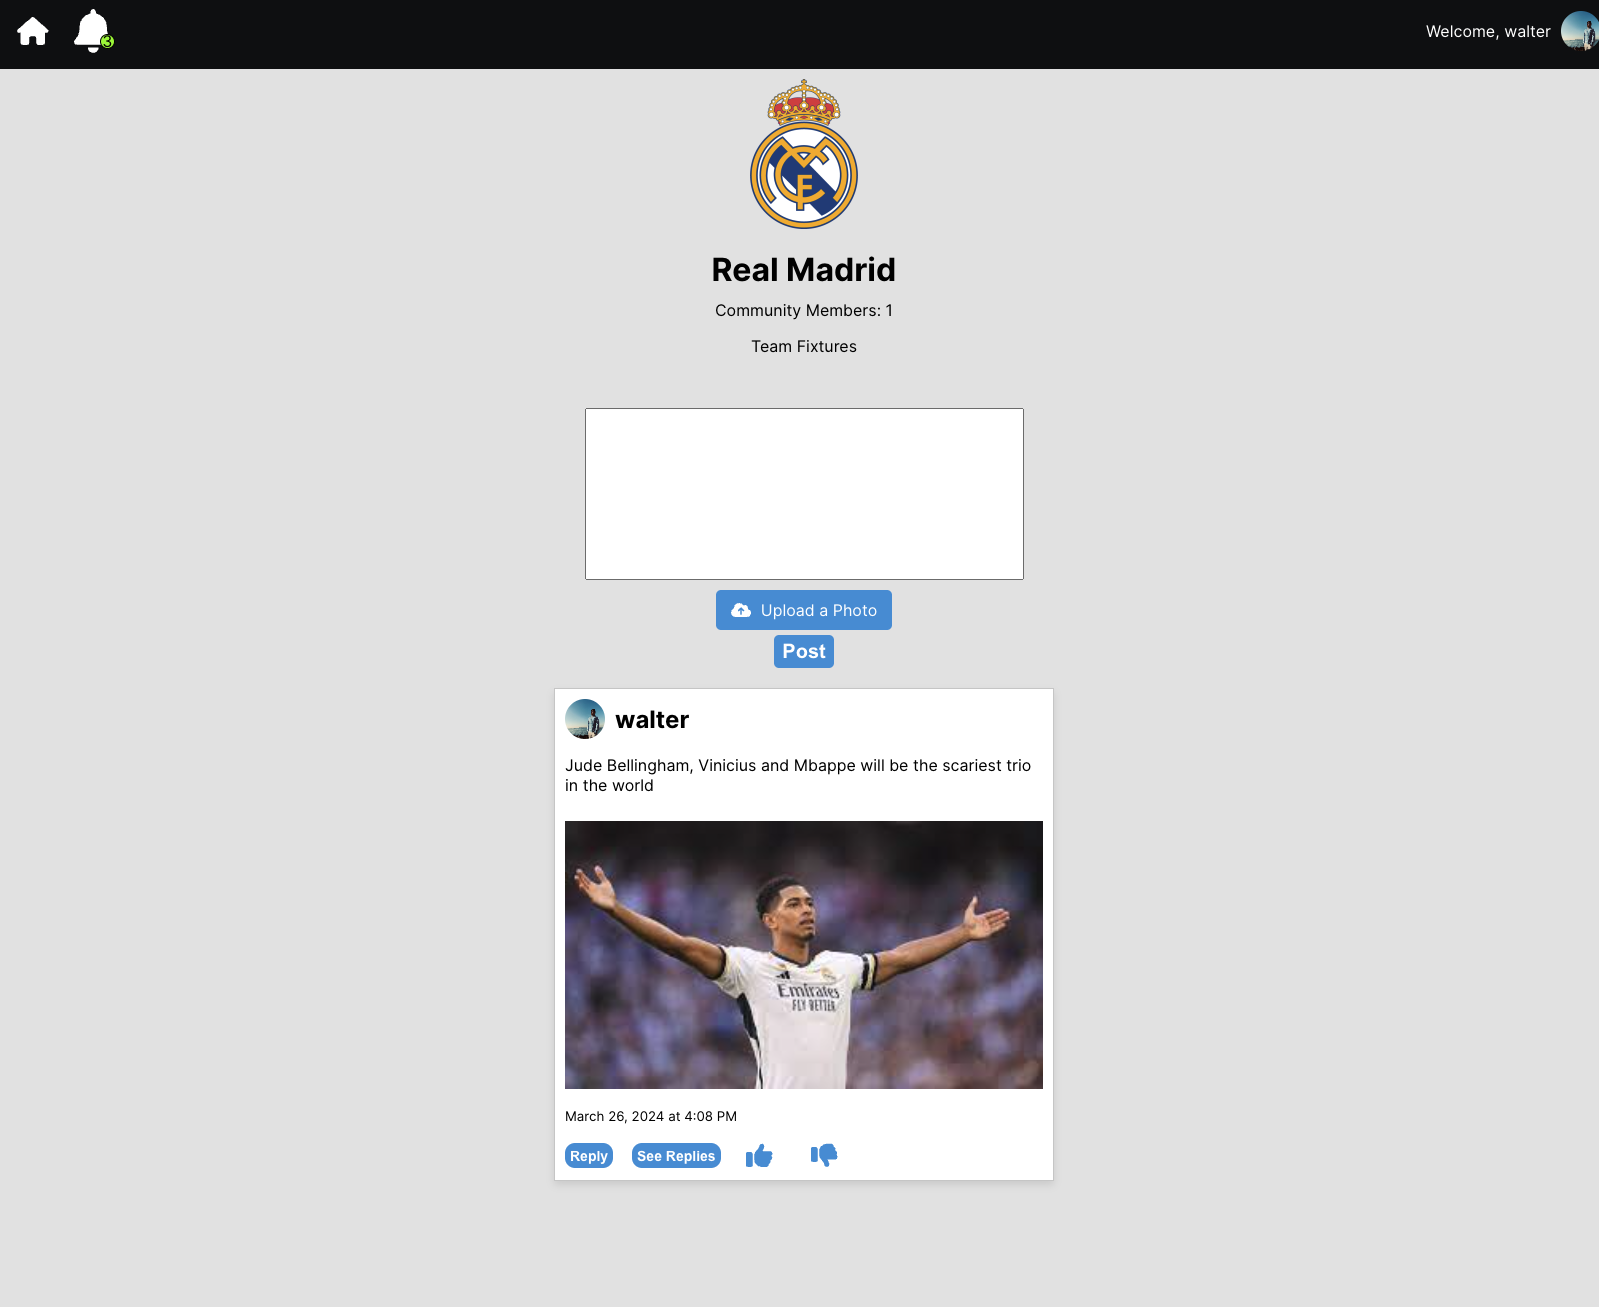 3
Welcome, walter
Real Madrid
Community Members: 1
Team Fixtures
Upload a Photo
Post
walter
Jude Bellingham, Vinicius and Mbappe will be the scariest trio
in the world
Emirates
FLY BETTER
March 26, 2024 at 4:08 PM
Reply
See Replies